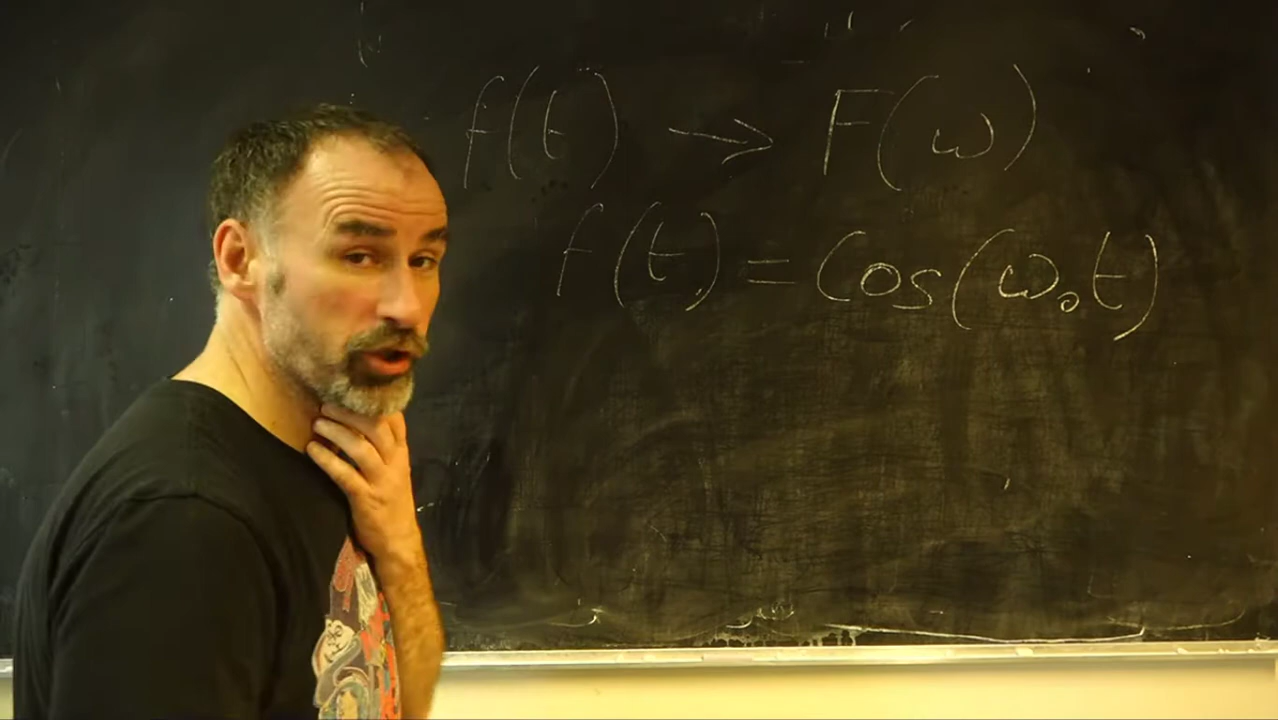 f(t) → F(ω)
f(t) = Cos(ω₀t)